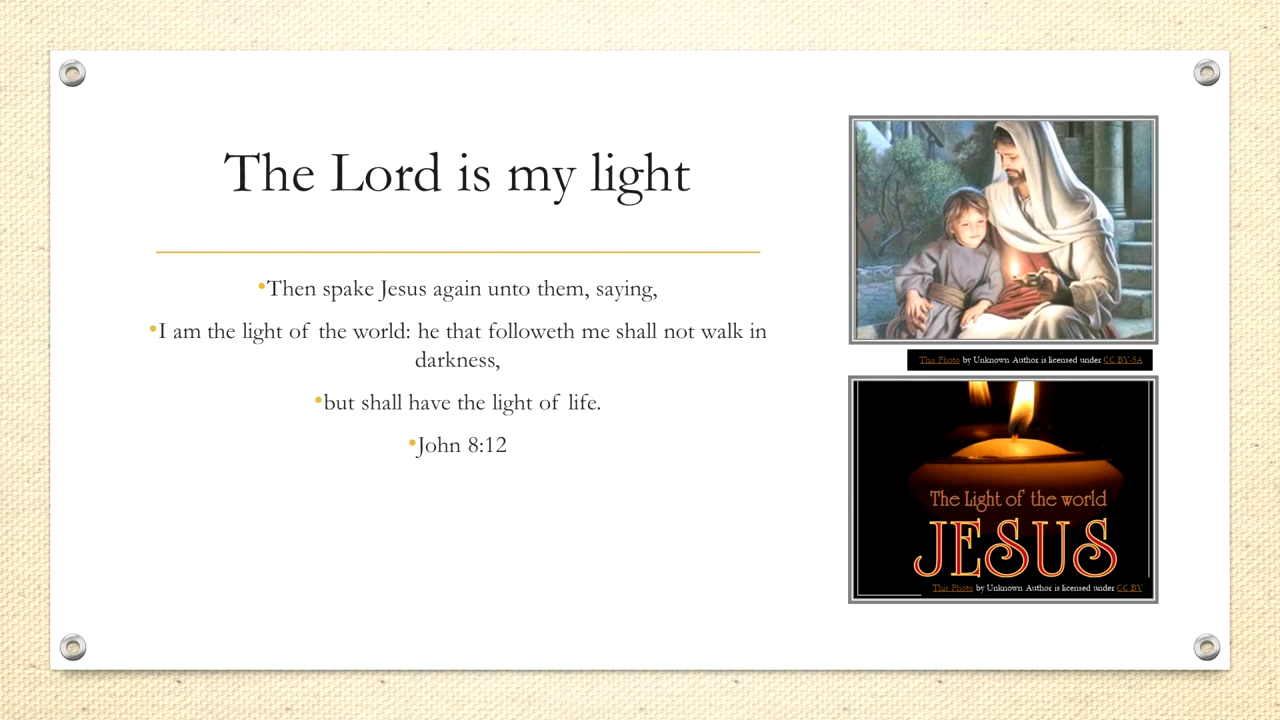 The Lord is my light
•Then spake Jesus again unto them, saying,
•I am the light of the world: he that followeth me shall not walk in
darkness,
•but shall have the light of life.
•John 8:12
This Photo by Unknown Author is licensed under CC BY-SA
The Light of the world
JESUS
This Photo by Unknown Author is licensed under CC BY